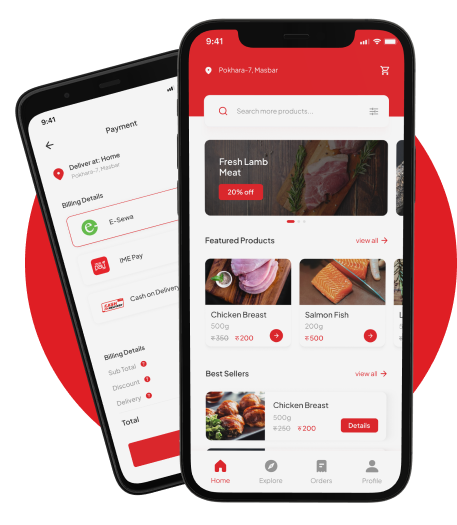 9:41
Payment
Deliver at: Home
Pokhara-7, Masbar
Billing Details
E-Sewa
IME Pay
Cash on Delivery
Billing Details
Sub Total
Discount
Delivery
Total
9:41
Pokhara-7, Masbar
Search more products...
Fresh Lamb
Meat
20% off
Featured Products
view all
Chicken Breast
500g
₹350 ₹200
Salmon Fish
200g
₹500
Best Sellers
view all
Chicken Breast
500g
₹250 ₹200
Details
Home
Explore
Orders
Profile